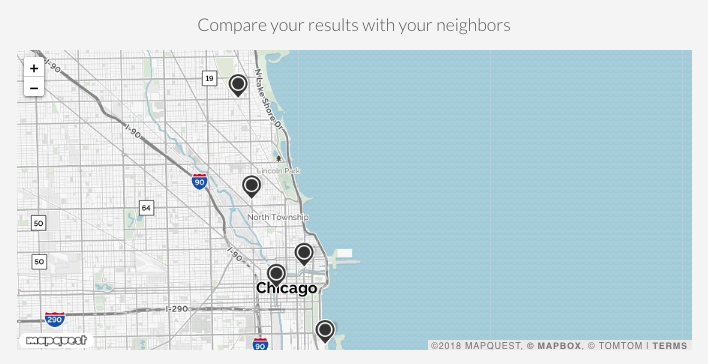 Compare your results with your neighbors
+
−
I-90
19
N Lake Shore Dr
I-90
Lincoln Park
90
64
North Township
50
I-90
50
Chicago
I-290
290
90
mapquest
©2018 MAPQUEST, © MAPBOX, © TOMTOM | TERMS